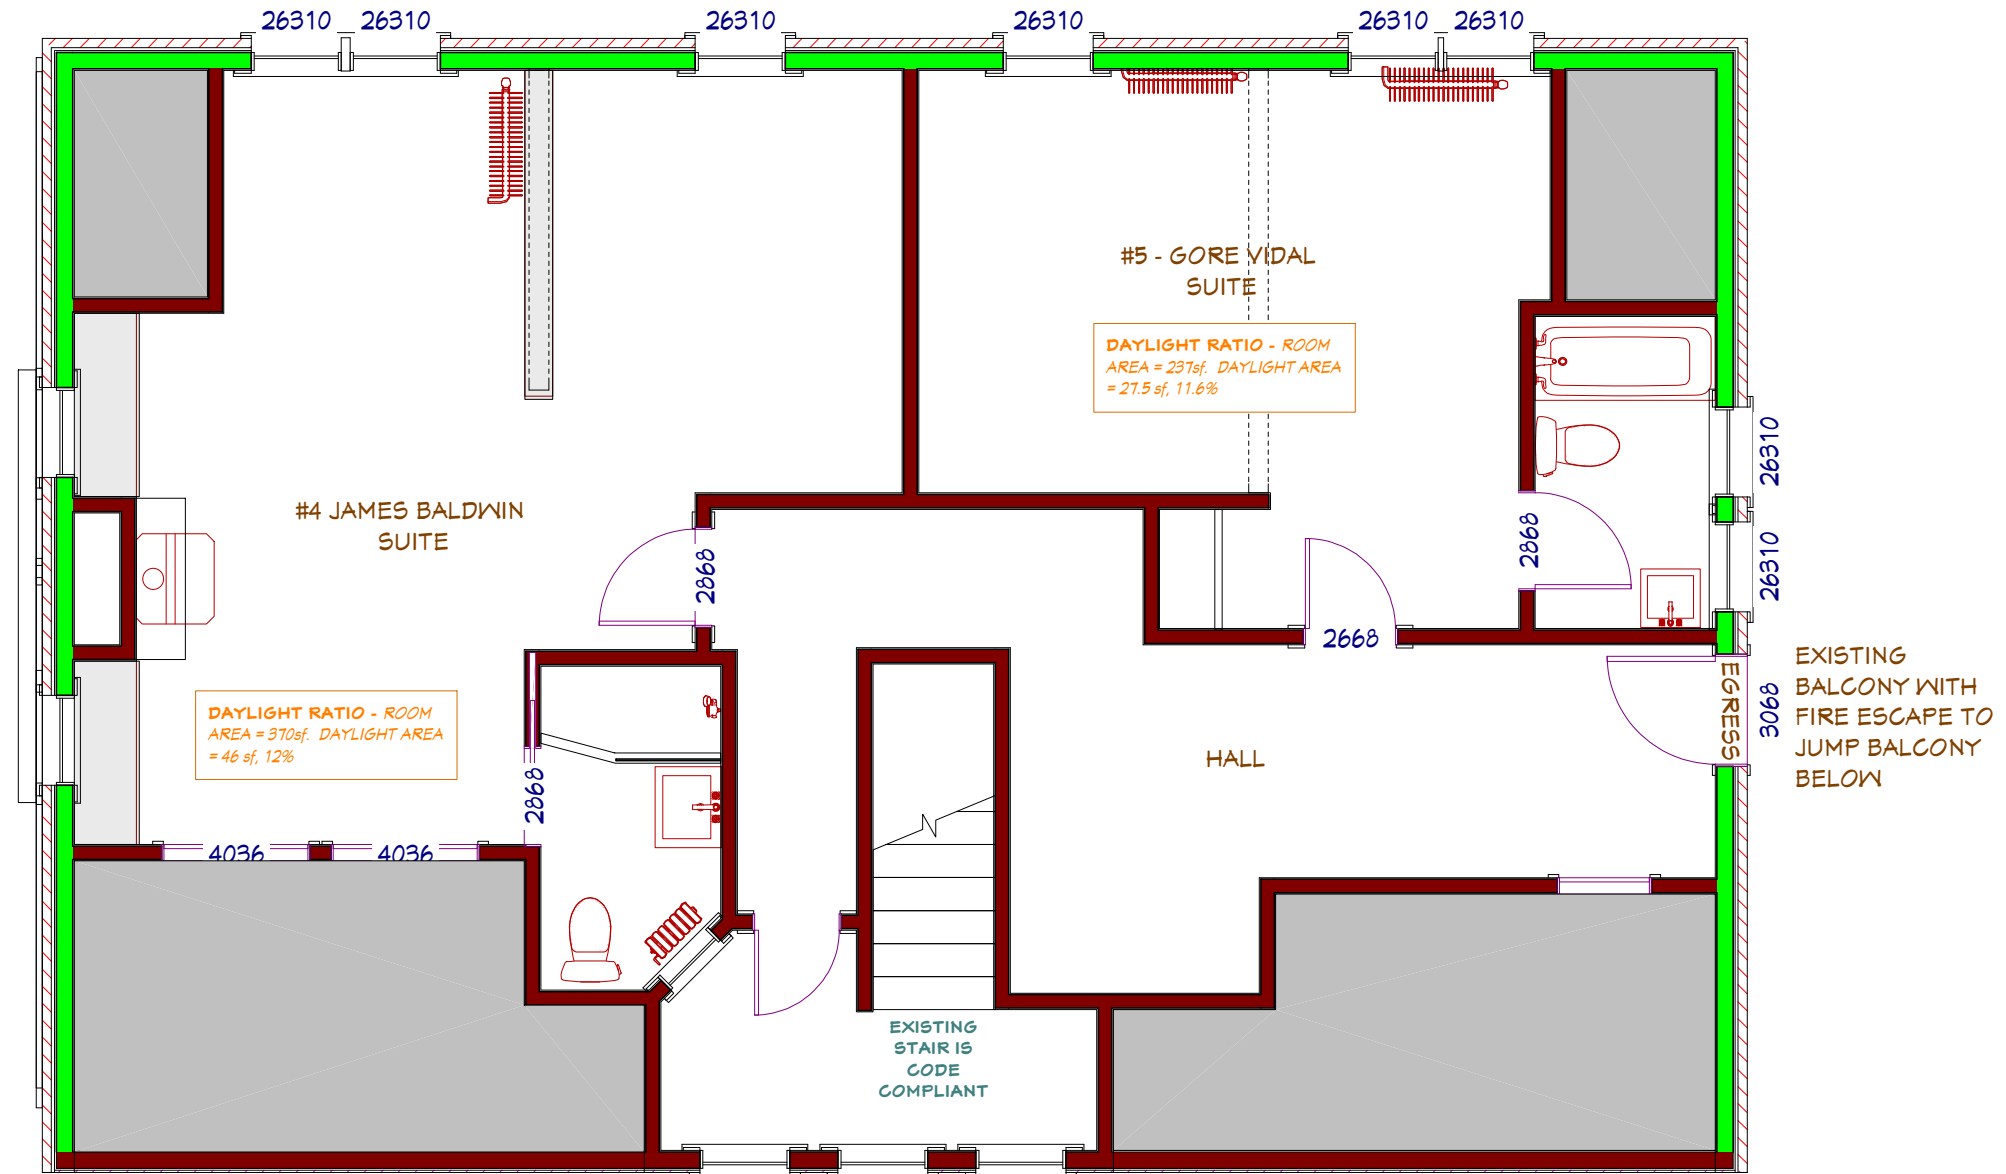 26310 26310 26310 26310 26310 26310
#5 - GORE VIDAL
SUITE
DAYLIGHT RATIO - ROOM
AREA = 237sf. DAYLIGHT AREA
= 27.5 sf, 11.6%
26310
26310
2868
#4 JAMES BALDWIN
SUITE
2868
2668
EGRESS
3068
EXISTING
BALCONY WITH
FIRE ESCAPE TO
JUMP BALCONY
BELOW
DAYLIGHT RATIO - ROOM
AREA = 370sf. DAYLIGHT AREA
= 46 sf, 12%
HALL
2868
4036 4036
EXISTING
STAIR IS
CODE
COMPLIANT